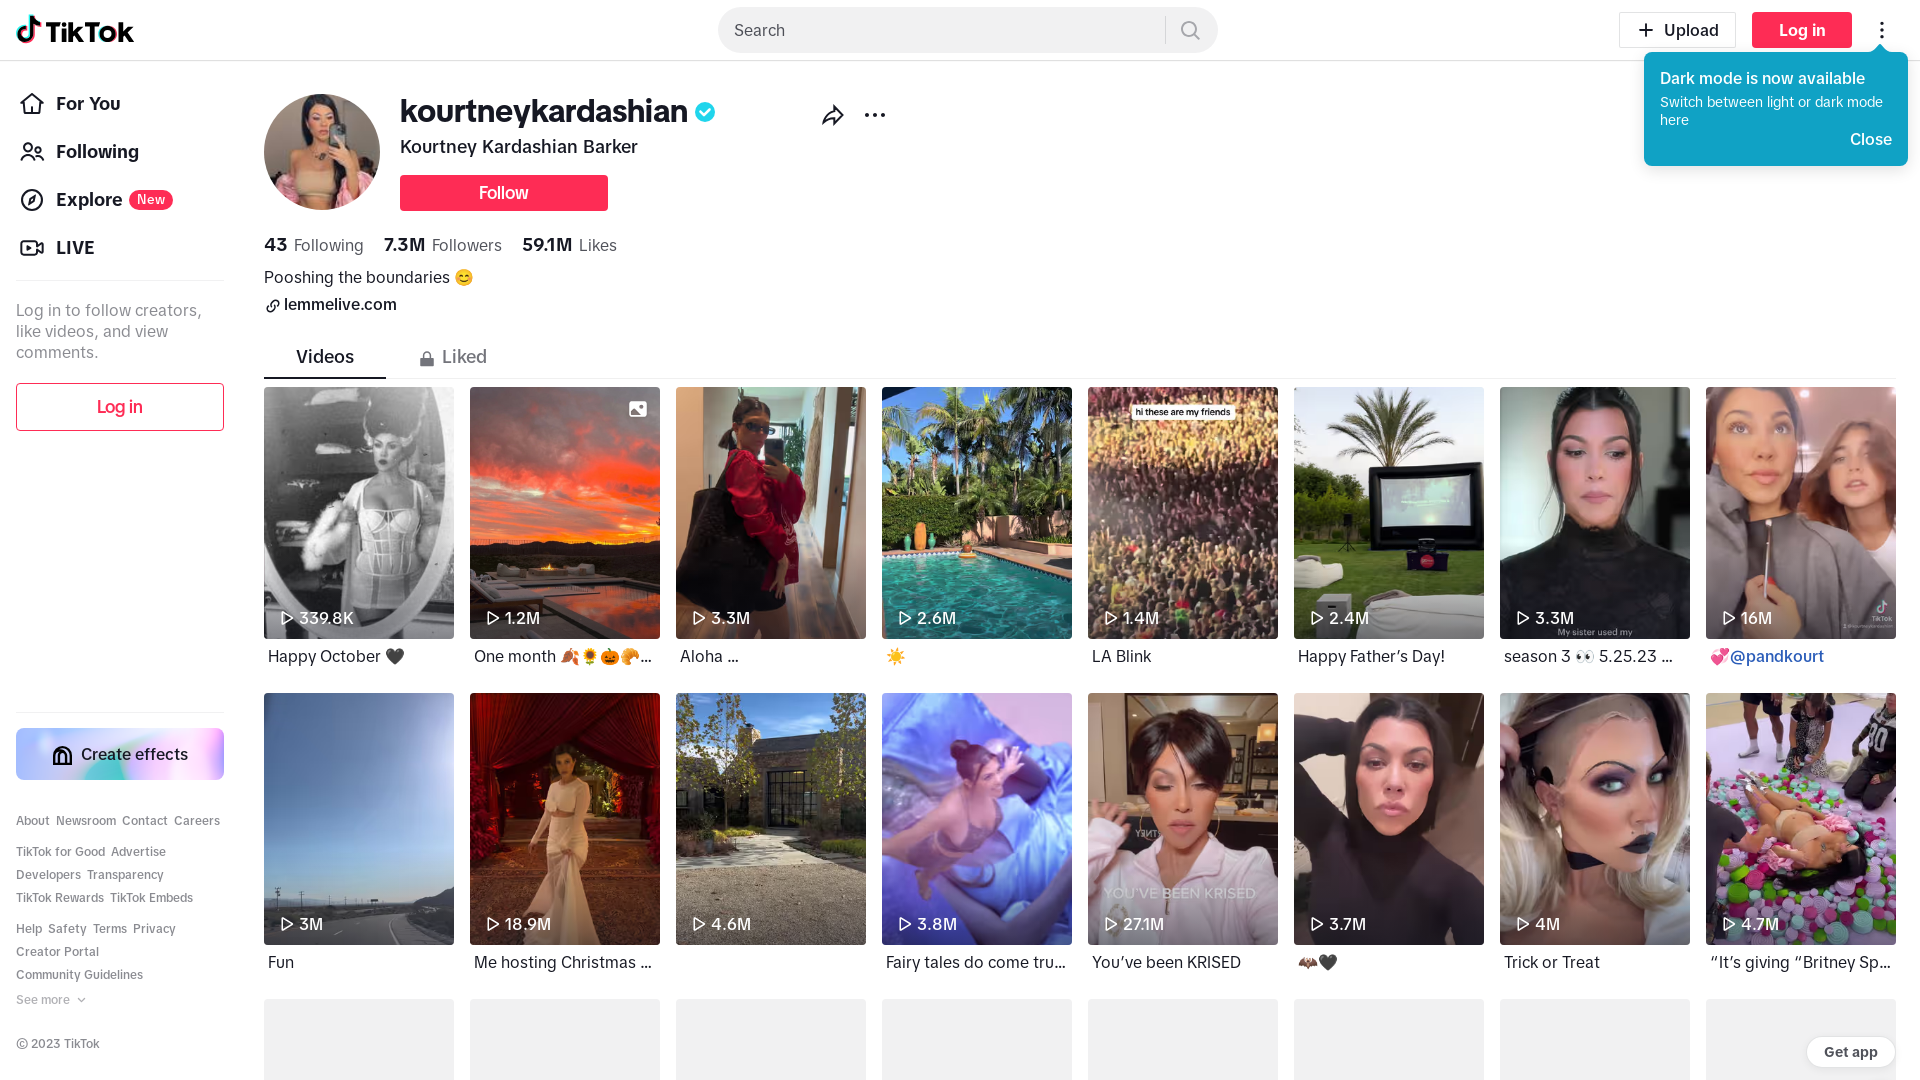 TikTok
Search
Upload
Log in
Dark mode is now available
Switch between light or dark mode
here
Close
For You
Following
Explore New
LIVE
Log in to follow creators,
like videos, and view
comments.
Log in
Create effects
About Newsroom Contact Careers
TikTok for Good Advertise
Developers Transparency
TikTok Rewards TikTok Embeds
Help Safety Terms Privacy
Creator Portal
Community Guidelines
See more
© 2023 TikTok
kourtneykardashian
Kourtney Kardashian Barker
Follow
43 Following 7.3M Followers 59.1M Likes
Pooshing the boundaries 😊
lemmelive.com
Videos Liked
hi these are my friends
My sister used my
TikTok
339.8K 1.2M 3.3M 2.6M 1.4M 2.4M 3.3M 16M
Happy October 🖤
One month 🍂🌻🎃🥐...
Aloha ...
☀️
LA Blink
Happy Father’s Day!
season 3 👀 5.25.23 ...
💞@pandkourt
YOU'VE BEEN KRISED
80
3M 18.9M 4.6M 3.8M 27.1M 3.7M 4M 4.7M
Fun
Me hosting Christmas ...
Fairy tales do come tru...
You’ve been KRISED
🦇🖤
Trick or Treat
“It’s giving “Britney Sp...
Get app